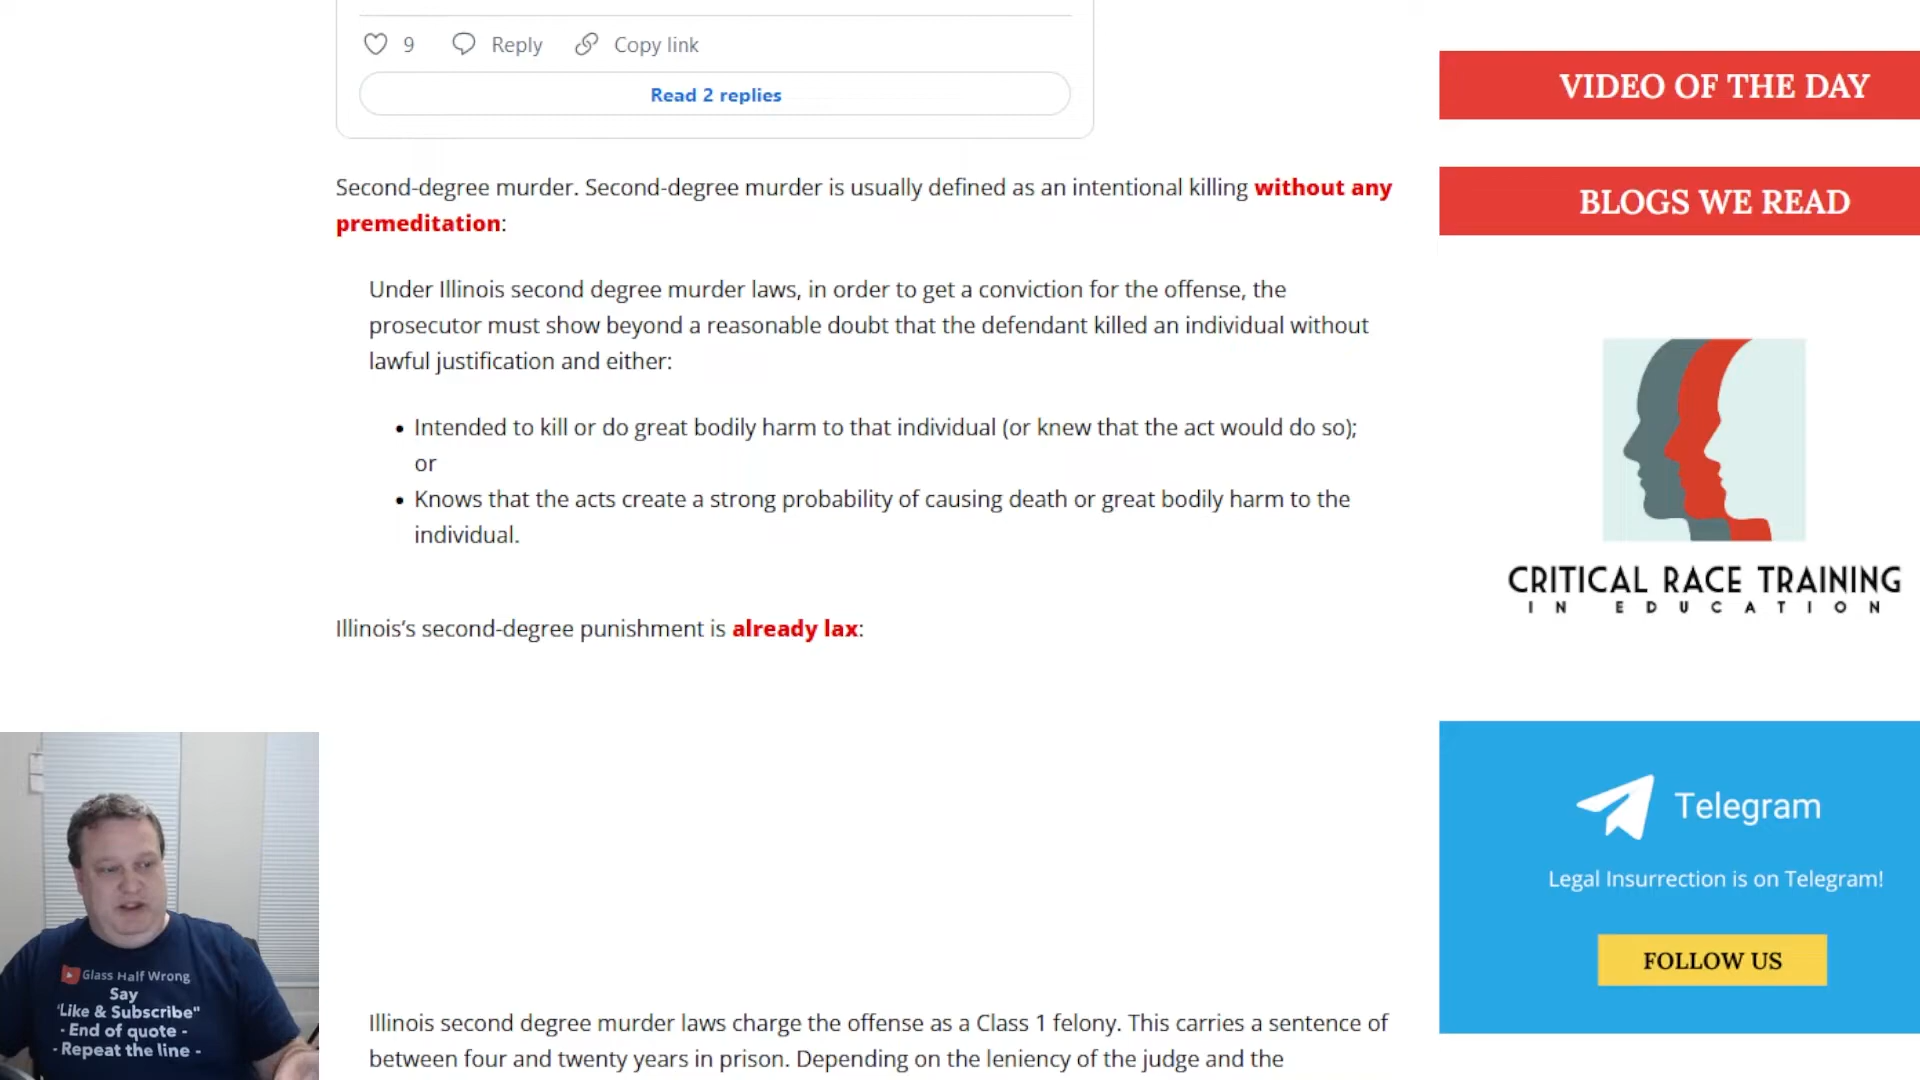 9 Reply Copy link
Read 2 replies
Second-degree murder. Second-degree murder is usually defined as an intentional killing without any
premeditation:
Under Illinois second degree murder laws, in order to get a conviction for the offense, the
prosecutor must show beyond a reasonable doubt that the defendant killed an individual without
lawful justification and either:
• Intended to kill or do great bodily harm to that individual (or knew that the act would do so);
or
• Knows that the acts create a strong probability of causing death or great bodily harm to the
individual.
Illinois’s second-degree punishment is already lax:
Illinois second degree murder laws charge the offense as a Class 1 felony. This carries a sentence of
between four and twenty years in prison. Depending on the leniency of the judge and the
VIDEO OF THE DAY
BLOGS WE READ
CRITICAL RACE TRAINING
IN EDUCATION
Telegram
Legal Insurrection is on Telegram!
FOLLOW US
Glass Half Wrong
Say
'Like & Subscribe"
- End of quote -
- Repeat the line -